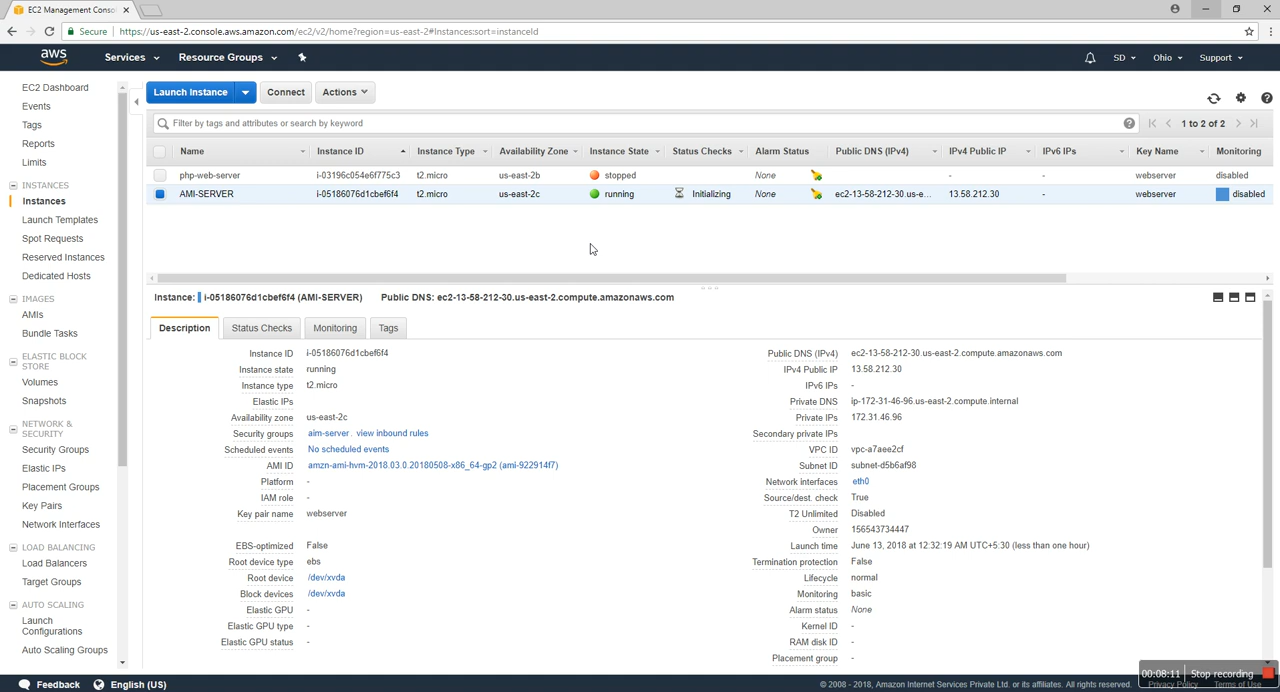 EC2 Management Conso
Secure https://us-east-2.console.aws.amazon.com/ec2/v2/home?region=us-east-2#Instances:sort=instanceId
aws Services Resource Groups SD Ohio Support
EC2 Dashboard
Events
Tags
Reports
Limits
INSTANCES
Instances
Launch Templates
Spot Requests
Reserved Instances
Dedicated Hosts
IMAGES
AMIs
Bundle Tasks
ELASTIC BLOCK
STORE
Volumes
Snapshots
NETWORK &
SECURITY
Security Groups
Elastic IPs
Placement Groups
Key Pairs
Network Interfaces
LOAD BALANCING
Load Balancers
Target Groups
AUTO SCALING
Launch
Configurations
Auto Scaling Groups
Launch Instance Connect Actions
Filter by tags and attributes or search by keyword 1 to 2 of 2
Name Instance ID Instance Type Availability Zone Instance State Status Checks Alarm Status Public DNS (IPv4) IPv4 Public IP IPv6 IPs Key Name Monitoring
php-web-server i-03196c054e6f775c3 t2.micro us-east-2b stopped None - - webserver disabled
AMI-SERVER i-05186076d1cbef6f4 t2.micro us-east-2c running Initializing None ec2-13-58-212-30.us-e... 13.58.212.30 - webserver disabled
Instance: i-05186076d1cbef6f4 (AMI-SERVER) Public DNS: ec2-13-58-212-30.us-east-2.compute.amazonaws.com
Description Status Checks Monitoring Tags
Instance ID i-05186076d1cbef6f4 Public DNS (IPv4) ec2-13-58-212-30.us-east-2.compute.amazonaws.com
Instance state running IPv4 Public IP 13.58.212.30
Instance type t2.micro IPv6 IPs -
Elastic IPs Private DNS ip-172-31-46-96.us-east-2.compute.internal
Availability zone us-east-2c Private IPs 172.31.46.96
Security groups aim-server. view inbound rules Secondary private IPs
Scheduled events No scheduled events VPC ID vpc-a7aee2cf
AMI ID amzn-ami-hvm-2018.03.0.20180508-x86_64-gp2 (ami-922914f7) Subnet ID subnet-d5b6af98
Platform - Network interfaces eth0
IAM role - Source/dest. check True
Key pair name webserver T2 Unlimited Disabled
Owner 156543734447
EBS-optimized False Launch time June 13, 2018 at 12:32:19 AM UTC+5:30 (less than one hour)
Root device type ebs Termination protection False
Root device /dev/xvda Lifecycle normal
Block devices /dev/xvda Monitoring basic
Elastic GPU - Alarm status None
Elastic GPU type - Kernel ID -
Elastic GPU status - RAM disk ID -
Placement group -
00:08:11 Stop recording
Feedback English (US) © 2008 - 2018, Amazon Internet Services Private Ltd. or its affiliates. All rights reserved. Privacy Policy Terms of Use